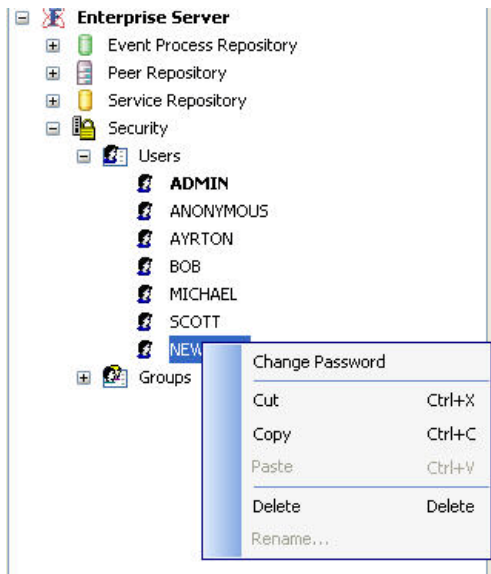 Enterprise Server
Event Process Repository
Peer Repository
Service Repository
Security
Users
ADMIN
ANONYMOUS
AYRTON
BOB
MICHAEL
SCOTT
Groups
Change Password
Cut Ctrl+X
Copy Ctrl+C
Paste Ctrl+V
Delete Delete
Rename...